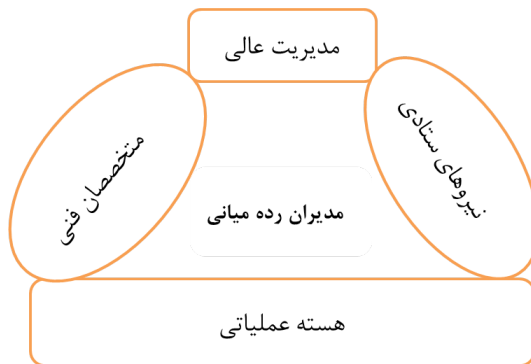 مدیریت عالی
نیروهای ستادی
متخصصان فنی
مدیران رده میانی
هسته عملیاتی